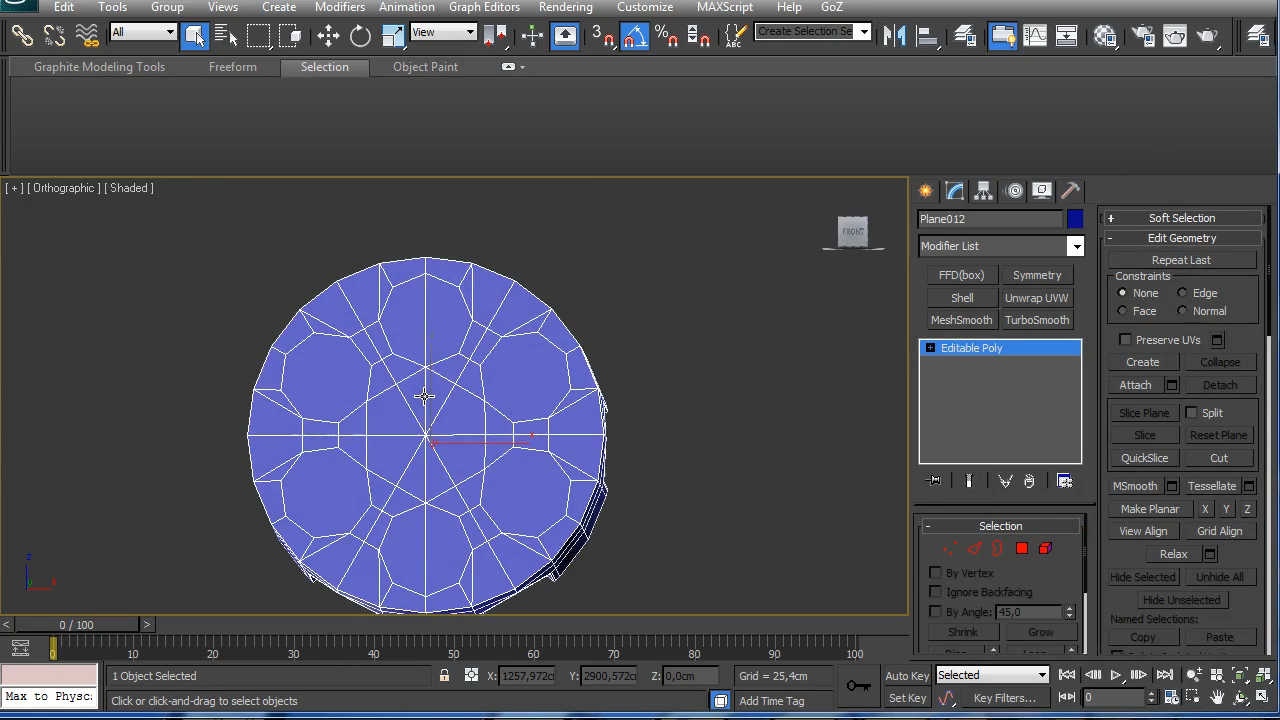 Edit Tools Group Views Create Modifiers Animation Graph Editors Rendering Customize MAXScript Help GoZ
All View 3 Create Selection Se
Graphite Modeling Tools Freeform Selection Object Paint
[ + ] [ Orthographic ] [ Shaded ]
FRONT
Plane012
Modifier List
FFD(box) Symmetry
Shell Unwrap UVW
MeshSmooth TurboSmooth
+ Editable Poly
- Selection
By Vertex
Ignore Backfacing
By Angle: 45,0
Shrink Grow
+ Soft Selection
- Edit Geometry
Repeat Last
Constraints
None Edge
Face Normal
Preserve UVs
Create Collapse
Attach Detach
Slice Plane Split
Slice Reset Plane
QuickSlice Cut
MSmooth Tessellate
Make Planar X Y Z
View Align Grid Align
Relax
Hide Selected Unhide All
Hide Unselected
Named Selections:
Copy Paste
z
x
< 0 / 100 >
0 10 20 30 40 50 60 70 80 90 100
1 Object Selected X: 1257,972c Y: 2900,572c Z: 0,0cm Grid = 25,4cm Auto Key Selected
Max to Physc: Click or click-and-drag to select objects Add Time Tag Set Key Key Filters... 0